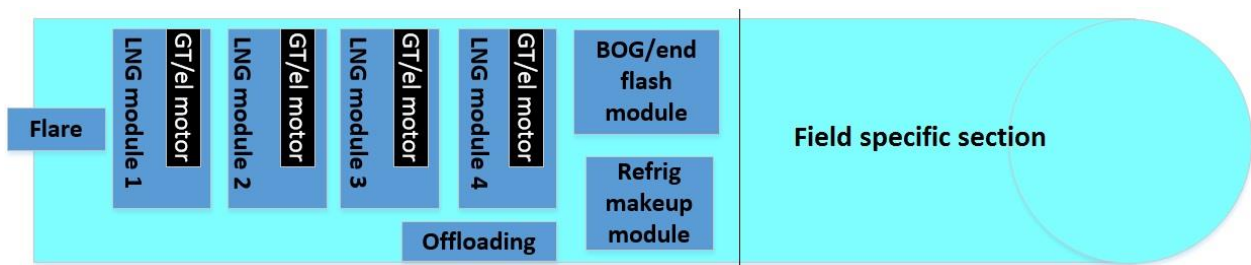 Flare
LNG module 1
GT/el motor
LNG module 2
GT/el motor
LNG module 3
GT/el motor
LNG module 4
GT/el motor
Offloading
BOG/end
flash
module
Refrig
makeup
module
Field specific section